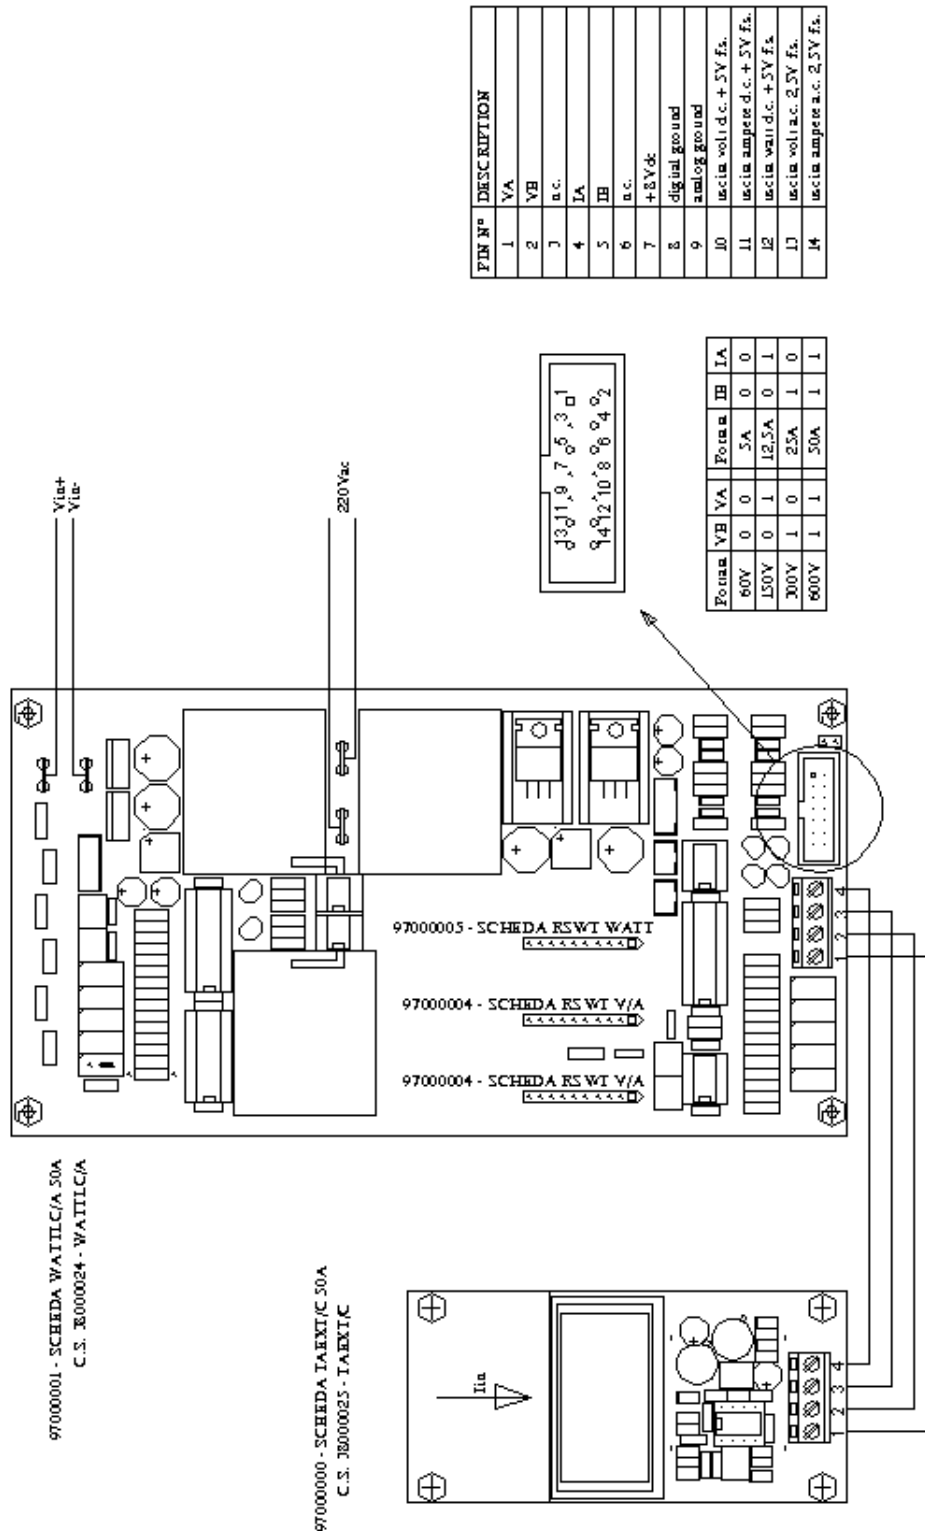 PIN N° DESCRIPTION
1 VA
2 VB
3 n.c.
4 IA
5 IB
6 n.c.
7 +8Vdc
8 digital ground
9 analog ground
10 uscita volt d.c. + 5V f.s.
11 uscita ampere d.c. + 5V f.s.
12 uscita watt d.c. + 5V f.s.
13 uscita volt a.c. 2,5V f.s.
14 uscita ampere a.c. 2,5V f.s.
13 11 9 7 5 3 1
14 12 10 8 6 4 2
Portata VB VA Portata IB IA
60V 0 0 5A 0 0
150V 0 1 12,5A 0 1
300V 1 0 25A 1 0
600V 1 1 50A 1 1
Vin+
Vin-
220Vac
97000005 - SCHEDA RSWT WATT
97000004 - SCHEDA RSWT V/A
97000004 - SCHEDA RSWT V/A
4
3
2
1
97000001 - SCHEDA WATTLC/A 50A
C.S. JE000024 - WATTLC/A
97000000 - SCHEDA TAEXT/C 50A
C.S. JE000025 - TAEXT/C
Iin
4
3
2
1